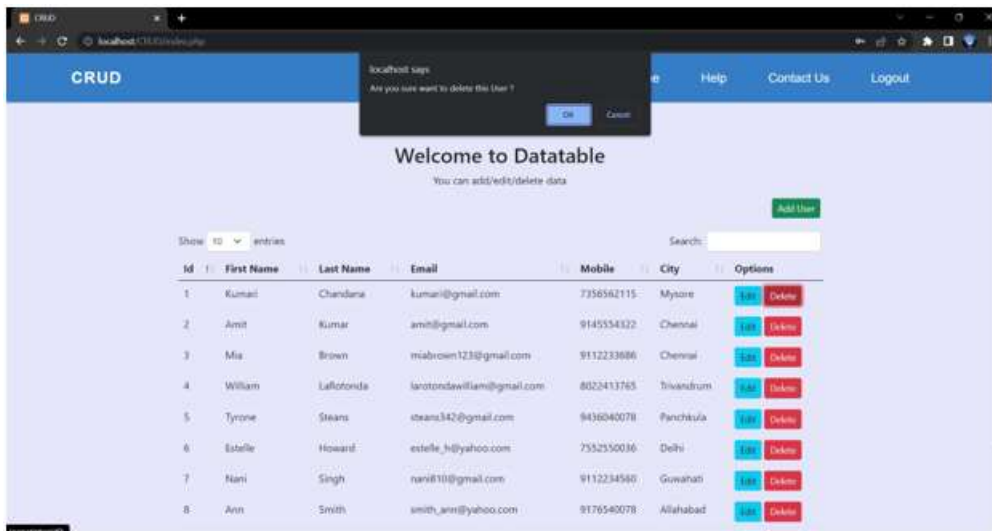 CRUD
localhost/CRUD/index.php
CRUD
Help Contact Us Logout
localhost says
Are you sure want to delete this User ?
OK Cancel
Welcome to Datatable
You can add/edit/delete data
Add User
Show 10 entries
Search:
Id First Name Last Name Email Mobile City Options
1 Kumari Chandana kumari@gmail.com 7356562115 Mysore Edit Delete
2 Amit Kumar amit@gmail.com 9145554322 Chennai Edit Delete
3 Mia Brown miabrown123@gmail.com 9112233686 Chennai Edit Delete
4 William LaRotonda larotondawilliam@gmail.com 8022413765 Trivandrum Edit Delete
5 Tyrone Steans steans342@gmail.com 9436040078 Panchkula Edit Delete
6 Estelle Howard estelle_h@yahoo.com 7552550036 Delhi Edit Delete
7 Nani Singh nani810@gmail.com 9112234560 Guwahati Edit Delete
8 Ann Smith smith_ann@yahoo.com 9176540078 Allahabad Edit Delete